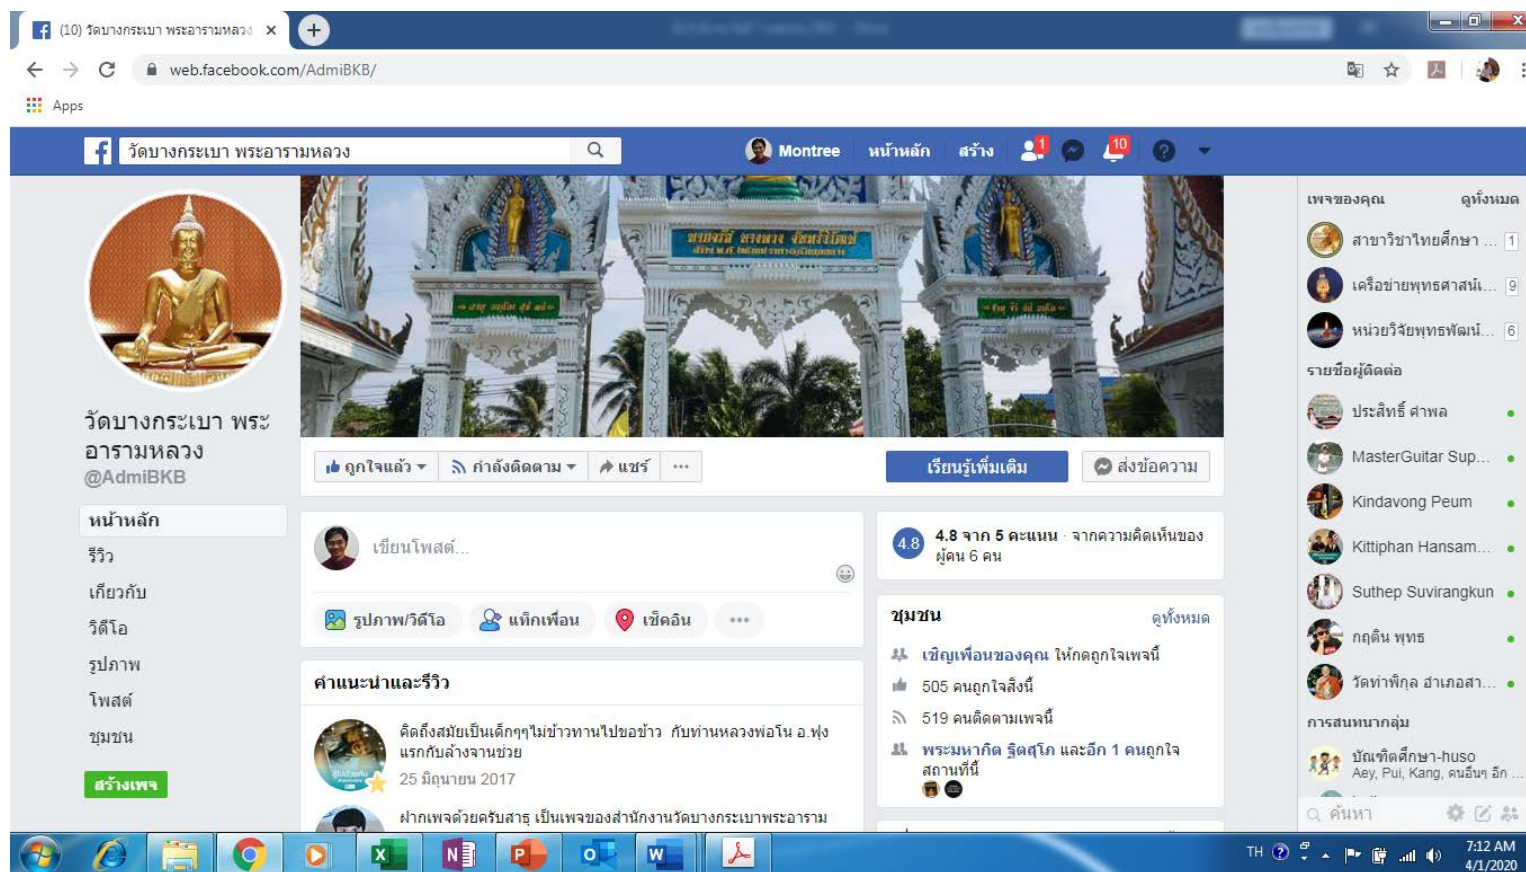 (10) วัดบางกระเบา พระอารามหลวง
web.facebook.com/AdmiBKB/
Apps
วัดบางกระเบา พระอารามหลวง
Montree หน้าหลัก สร้าง 1 10
วัดบางกระเบา พระ
อารามหลวง
@AdmiBKB
หน้าหลัก
รีวิว
เกี่ยวกับ
วิดีโอ
รูปภาพ
โพสต์
ชุมชน
สร้างเพจ
ถูกใจแล้ว กำลังติดตาม แชร์ ...
เรียนรู้เพิ่มเติม ส่งข้อความ
เขียนโพสต์...
รูปภาพ/วิดีโอ แท็กเพื่อน เช็คอิน ...
คำแนะนำและรีวิว
คิดถึงสมัยเป็นเด็กๆๆไม่ข้าวทานไปขอข้าว กับท่านหลวงพ่อโน อ.ฟุ่ง
แรกกับล้างจานช่วย
25 มิถุนายน 2017
ฝากเพจด้วยครับสาธุ เป็นเพจของสำนักงานวัดบางกระเบาพระอาราม
4.8 4.8 จาก 5 คะแนน · จากความคิดเห็นของ
ผู้คน 6 คน
ชุมชน ดูทั้งหมด
เชิญเพื่อนของคุณ ให้กดถูกใจเพจนี้
505 คนถูกใจสิ่งนี้
519 คนติดตามเพจนี้
พระมหากิต ฐิตสุโภ และอีก 1 คนถูกใจ
สถานที่นี้
เพจของคุณ ดูทั้งหมด
สาขาวิชาไทยศึกษา ... 1
เครือข่ายพุทธศาสน์เ... 9
หน่วยวิจัยพุทธพัฒน์... 6
รายชื่อผู้ติดต่อ
ประสิทธิ์ ศาพล
MasterGuitar Sup...
Kindavong Peum
Kittiphan Hansam...
Suthep Suvirangkun
กฤติน พุทธ
วัดท่าพิกุล อำเภอสา...
การสนทนากลุ่ม
บัณฑิตศึกษา-huso
Aey, Pui, Kang, คนอื่นๆ อีก ...
ค้นหา
TH 7:12 AM
4/1/2020